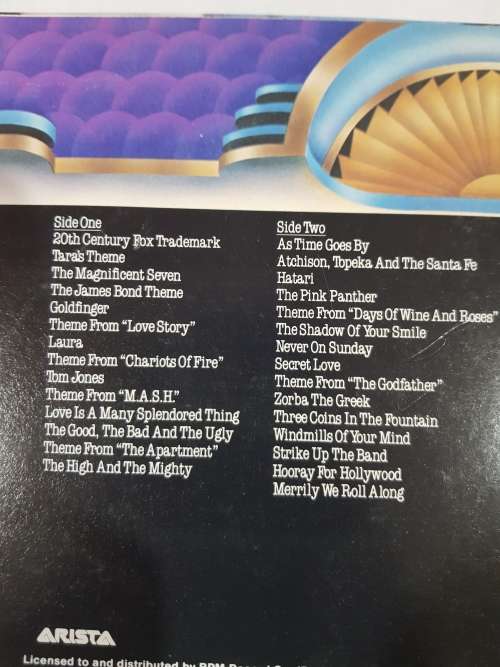 Side One
20th Century Fox Trademark
Tara's Theme
The Magnificent Seven
The James Bond Theme
Goldfinger
Theme From "Love Story"
Laura
Theme From "Chariots Of Fire"
Tom Jones
Theme From "M.A.S.H."
Love Is A Many Splendored Thing
The Good, The Bad And The Ugly
Theme From "The Apartment"
The High And The Mighty
Side Two
As Time Goes By
Atchison, Topeka And The Santa Fe
Hatari
The Pink Panther
Theme From "Days Of Wine And Roses"
The Shadow Of Your Smile
Never On Sunday
Secret Love
Theme From "The Godfather"
Zorba The Greek
Three Coins In The Fountain
Windmills Of Your Mind
Strike Up The Band
Hooray For Hollywood
Merrily We Roll Along
ARISTA
Licensed to and distributed by